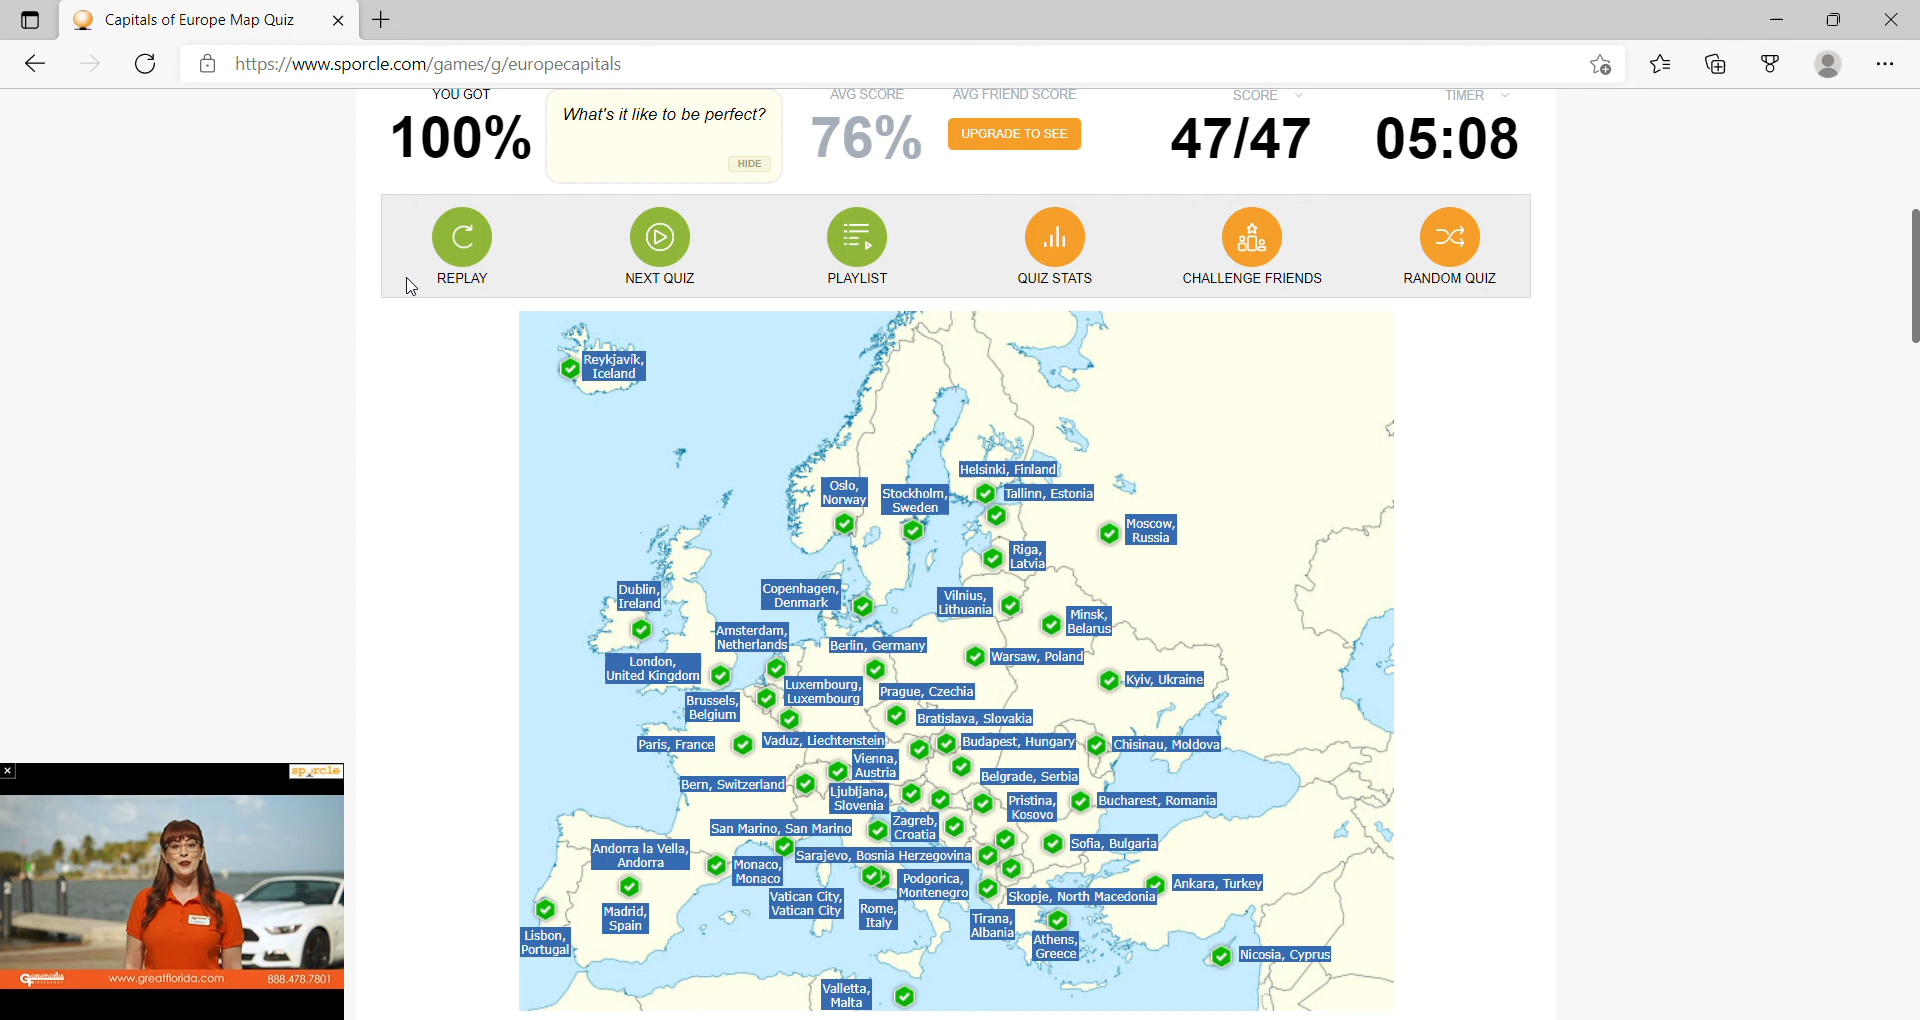 Capitals of Europe Map Quiz
https://www.sporcle.com/games/g/europecapitals
YOU GOT
100%
What's it like to be perfect?
HIDE
AVG SCORE
76%
AVG FRIEND SCORE
UPGRADE TO SEE
SCORE
47/47
TIMER
05:08
REPLAY
NEXT QUIZ
PLAYLIST
QUIZ STATS
CHALLENGE FRIENDS
RANDOM QUIZ
Reykjavik,
Iceland
Helsinki, Finland
Oslo,
Norway
Stockholm,
Sweden
Tallinn, Estonia
Moscow,
Russia
Riga,
Latvia
Dublin,
Ireland
Copenhagen,
Denmark
Vilnius,
Lithuania
Minsk,
Belarus
Amsterdam,
Netherlands
Berlin, Germany
Warsaw, Poland
London,
United Kingdom
Kyiv, Ukraine
Luxembourg,
Luxembourg
Prague, Czechia
Brussels,
Belgium
Bratislava, Slovakia
Paris, France
Vaduz, Liechtenstein
Budapest, Hungary
Chisinau, Moldova
Vienna,
Austria
Belgrade, Serbia
Bern, Switzerland
Ljubljana,
Slovenia
Pristina,
Kosovo
Bucharest, Romania
San Marino, San Marino
Zagreb,
Croatia
Andorra la Vella,
Andorra
Sarajevo, Bosnia Herzegovina
Sofia, Bulgaria
Monaco,
Monaco
Podgorica,
Montenegro
Ankara, Turkey
Vatican City,
Vatican City
Skopje, North Macedonia
Madrid,
Spain
Rome,
Italy
Tirana,
Albania
Lisbon,
Portugal
Athens,
Greece
Nicosia, Cyprus
Valletta,
Malta
sporcle
GREATFLORIDA
www.greatflorida.com
888.478.7801